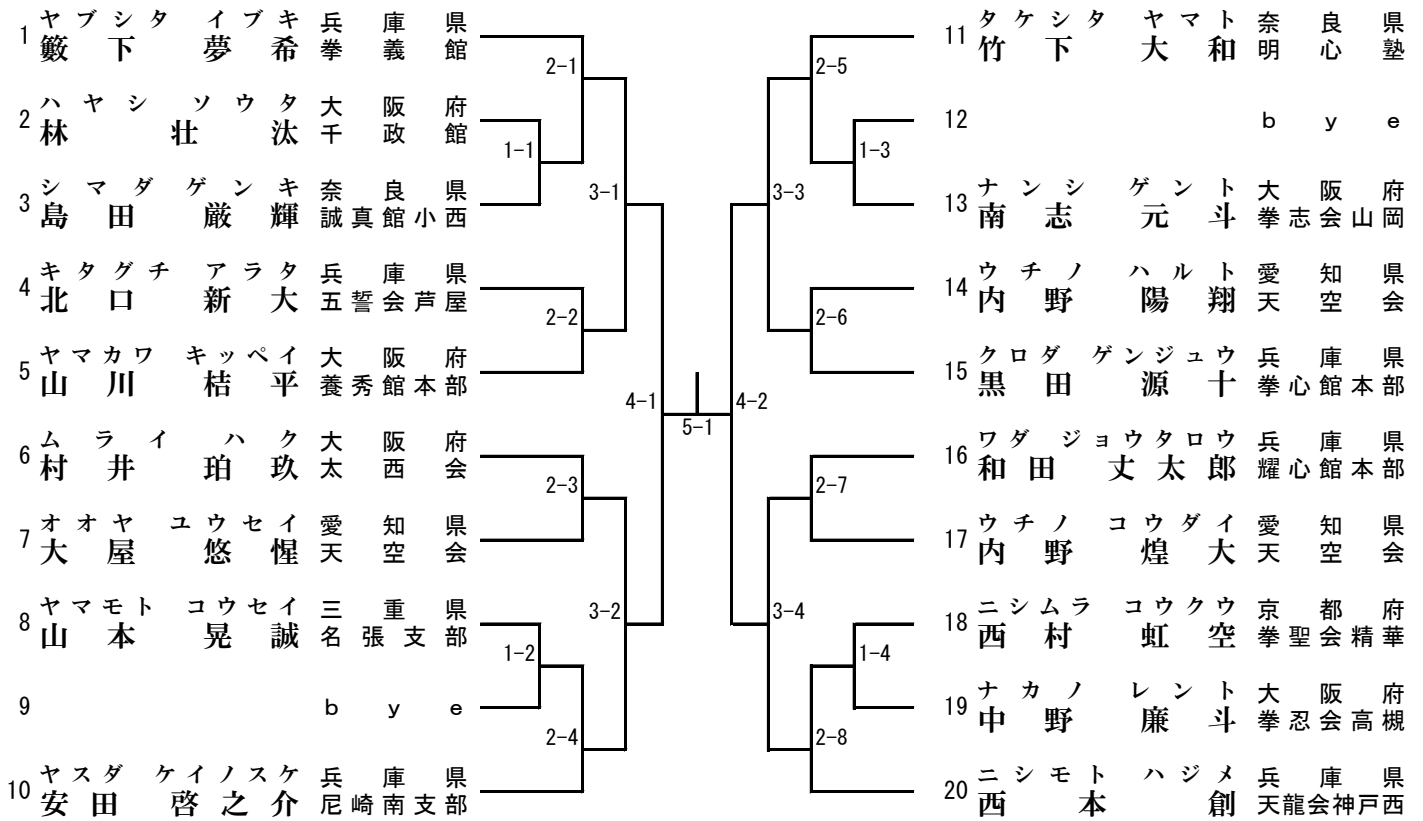 1 ヤブシタ イブキ 兵庫県
籔下 夢希 拳義館
2 ハヤシ ソウタ 大阪府
林 壮汰 千政館
3 シマダ ゲンキ 奈良県
島田 厳輝 誠真館小西
4 キタグチ アラタ 兵庫県
北口 新大 五誓会芦屋
5 ヤマカワ キッペイ 大阪府
山川 桔平 養秀館本部
6 ムライ ハク 大阪府
村井 珀玖 太西会
7 オオヤ ユウセイ 愛知県
大屋 悠惺 天空会
8 ヤマモト コウセイ 三重県
山本 晃誠 名張支部
9 bye
10 ヤスダ ケイノスケ 兵庫県
安田 啓之介 尼崎南支部
2-1
1-1
3-1
2-2
4-1
2-3
3-2
1-2
2-4
5-1
2-5
1-3
3-3
2-6
4-2
2-7
3-4
1-4
2-8
11 タケシタ ヤマト 奈良県
竹下 大和 明心塾
12 bye
13 ナンシ ゲント 大阪府
南志 元斗 拳志会山岡
14 ウチノ ハルト 愛知県
内野 陽翔 天空会
15 クロダ ゲンジュウ 兵庫県
黒田 源十 拳心館本部
16 ワダ ジョウタロウ 兵庫県
和田 丈太郎 耀心館本部
17 ウチノ コウダイ 愛知県
内野 煌大 天空会
18 ニシムラ コウクウ 京都府
西村 虹空 拳聖会精華
19 ナカノ レント 大阪府
中野 廉斗 拳忍会高槻
20 ニシモト ハジメ 兵庫県
西本 創 天龍会神戸西